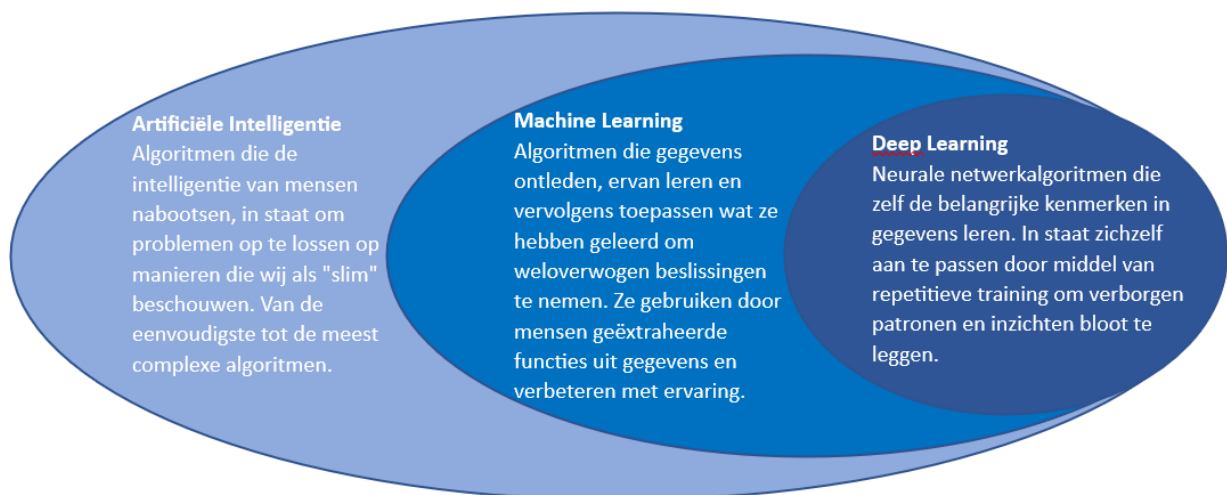 Artificiële Intelligentie
Algoritmen die de
intelligentie van mensen
nabootsen, in staat om
problemen op te lossen op
manieren die wij als "slim"
beschouwen. Van de
eenvoudigste tot de meest
complexe algoritmen.
Machine Learning
Algoritmen die gegevens
ontleden, ervan leren en
vervolgens toepassen wat ze
hebben geleerd om
weloverwogen beslissingen
te nemen. Ze gebruiken door
mensen geëxtraheerde
functies uit gegevens en
verbeteren met ervaring.
Deep Learning
Neurale netwerkalgoritmen die
zelf de belangrijke kenmerken in
gegevens leren. In staat zichzelf
aan te passen door middel van
repetitieve training om verborgen
patronen en inzichten bloot te
leggen.